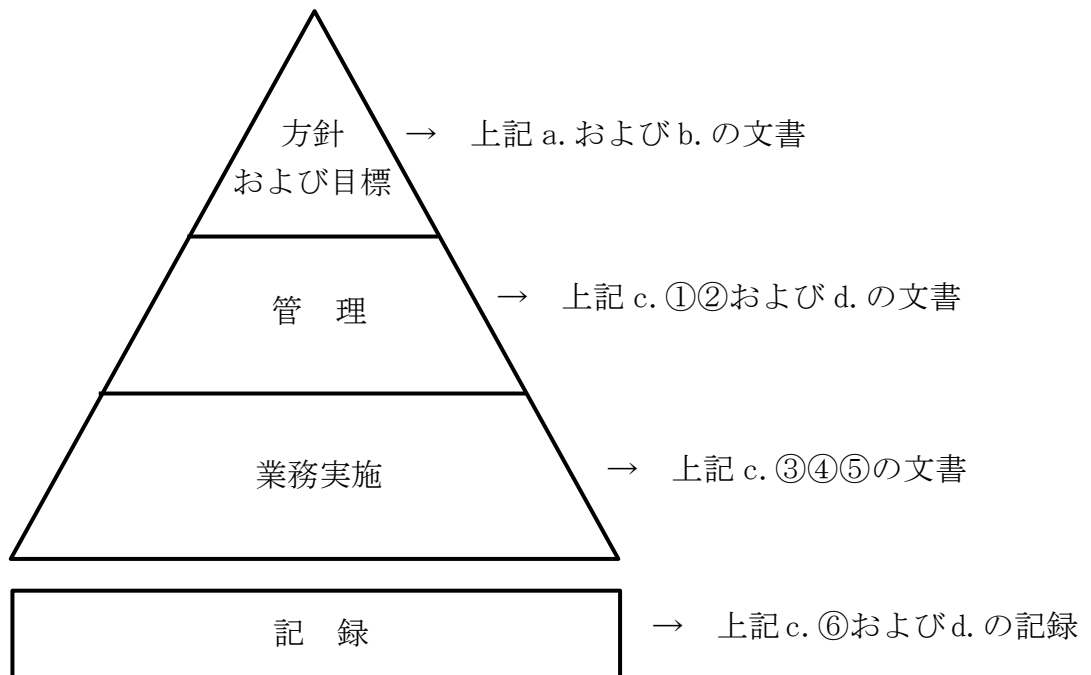 方針 → 上記 a. および b. の文書
および目標
管　理 → 上記 c. ①②および d. の文書
業務実施 → 上記 c. ③④⑤の文書
記　録 → 上記 c. ⑥および d. の記録